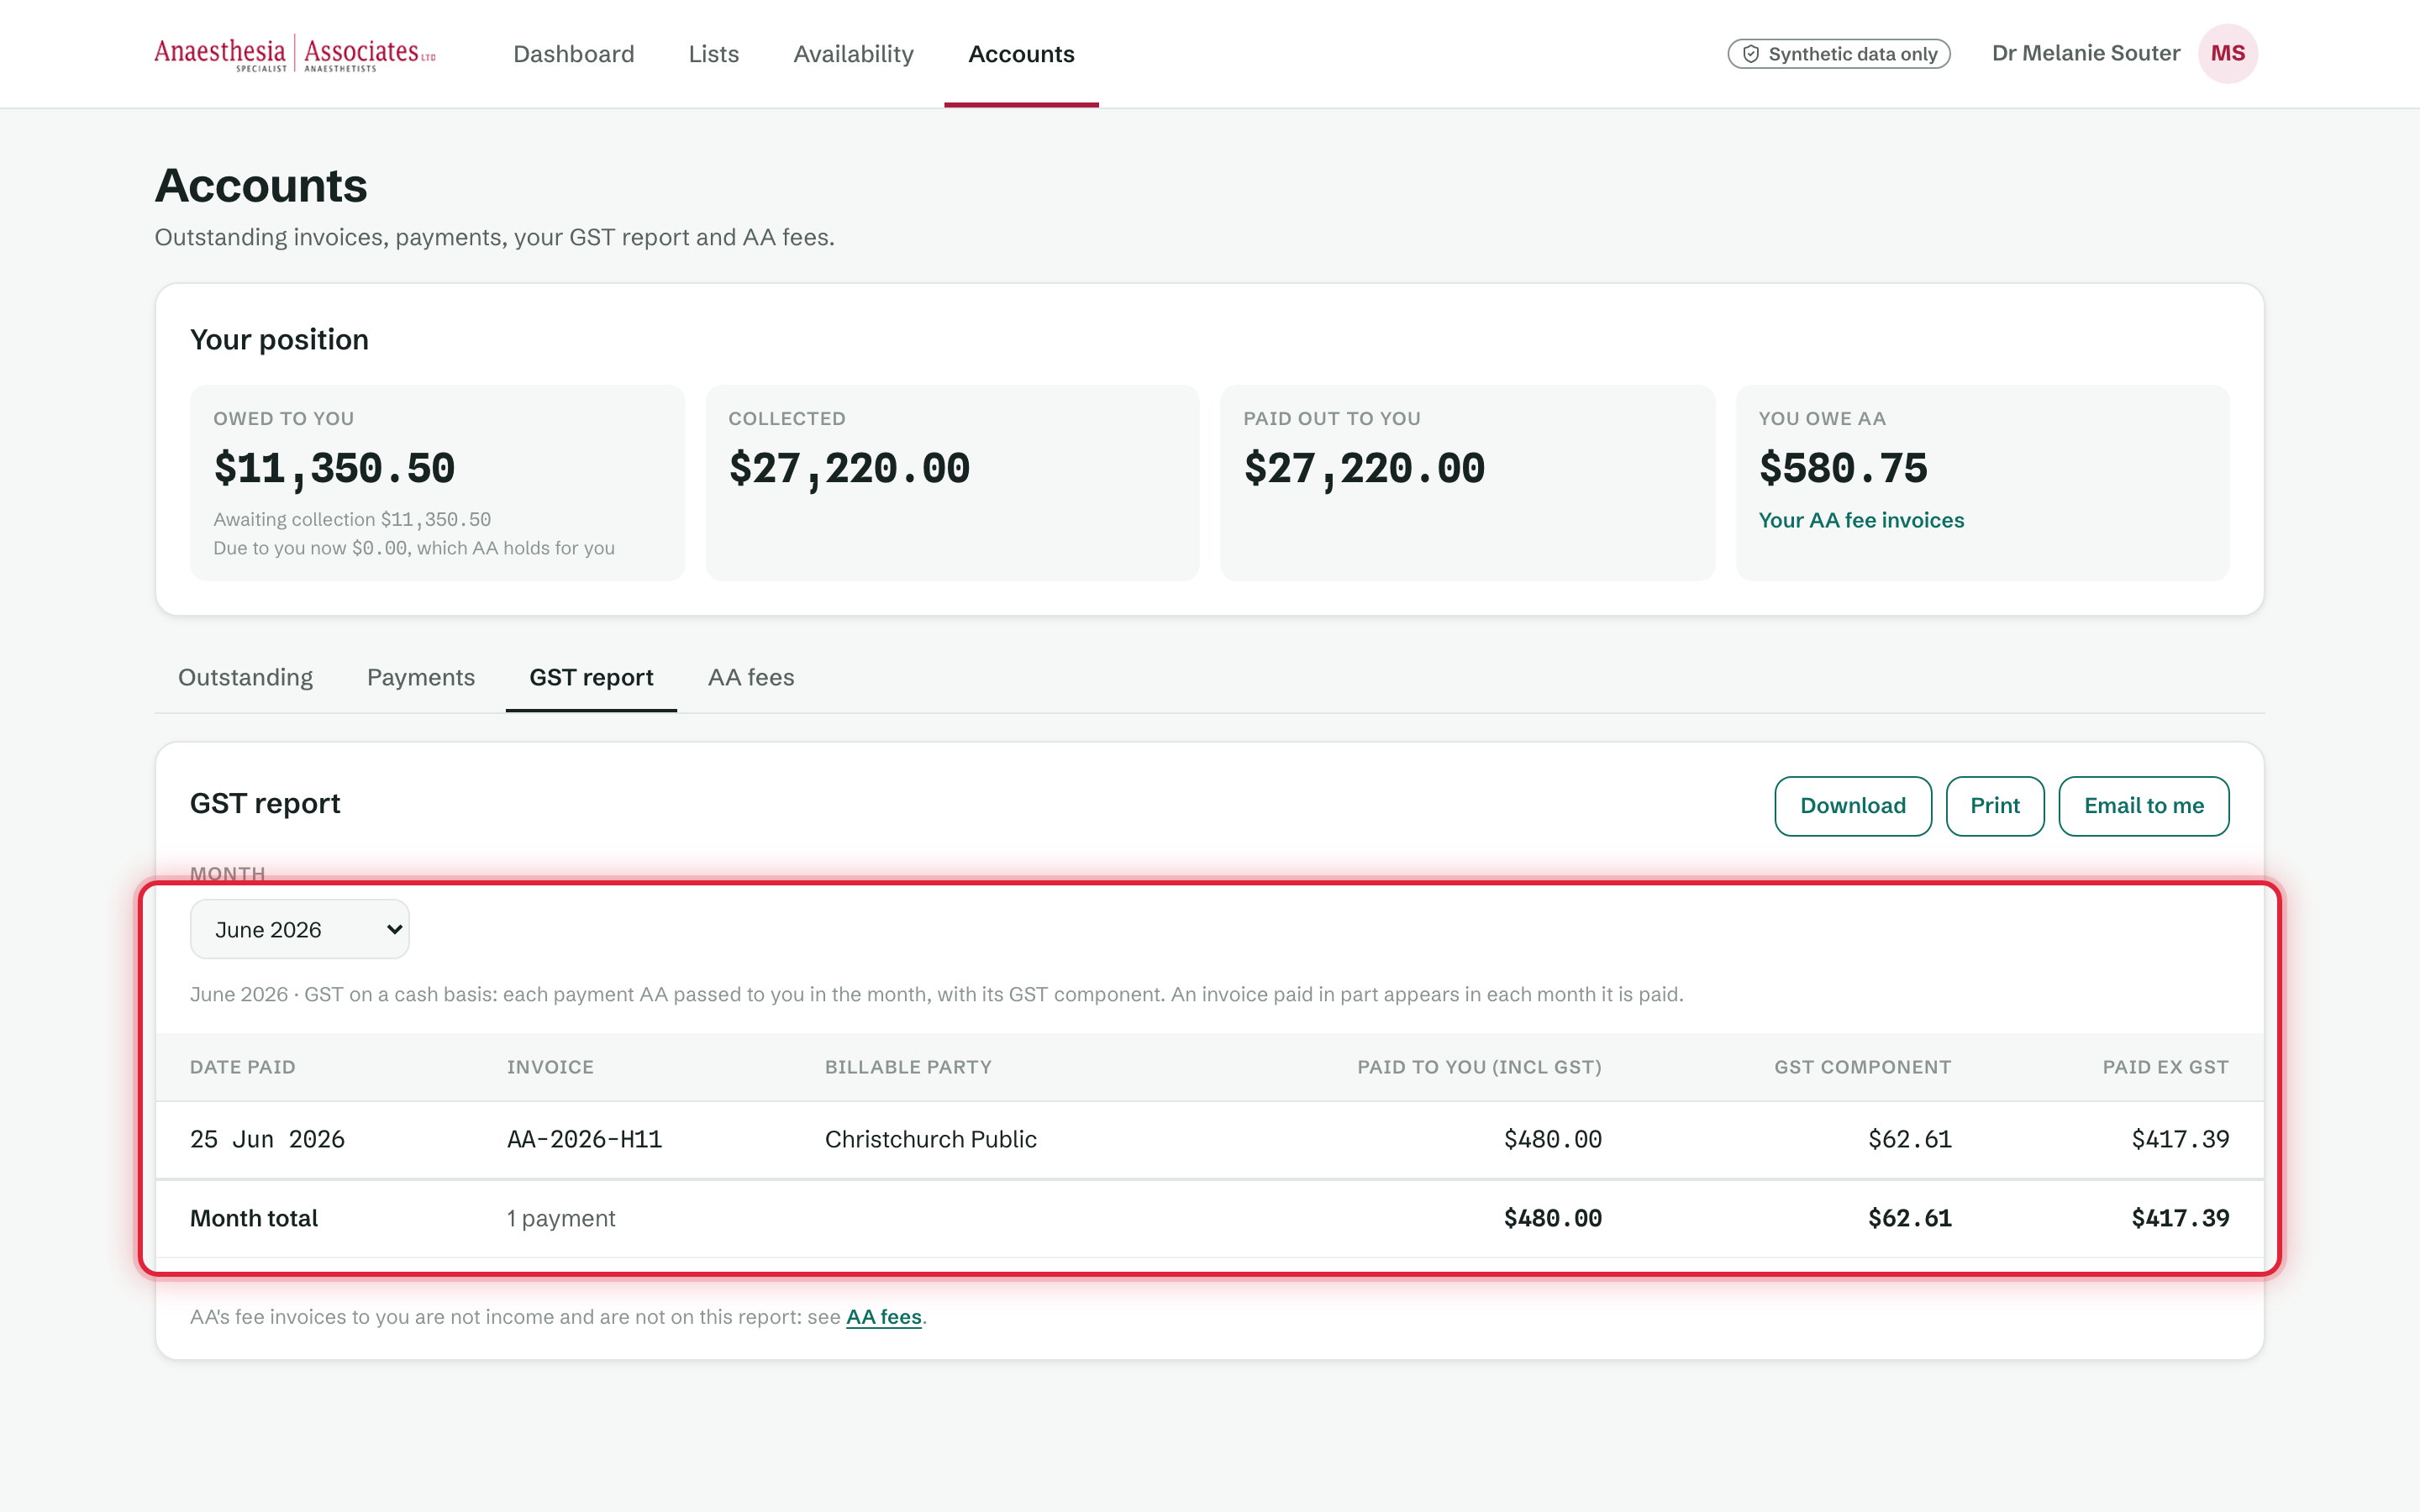 Anaesthesia | Associates LTD
SPECIALIST ANAESTHETISTS
Dashboard
Lists
Availability
Accounts
Synthetic data only
Dr Melanie Souter
MS
Accounts
Outstanding invoices, payments, your GST report and AA fees.
Your position
OWED TO YOU
$11,350.50
Awaiting collection $11,350.50
Due to you now $0.00, which AA holds for you
COLLECTED
$27,220.00
PAID OUT TO YOU
$27,220.00
YOU OWE AA
$580.75
Your AA fee invoices
Outstanding
Payments
GST report
AA fees
GST report
Download
Print
Email to me
MONTH
June 2026
June 2026 · GST on a cash basis: each payment AA passed to you in the month, with its GST component. An invoice paid in part appears in each month it is paid.
DATE PAID INVOICE BILLABLE PARTY PAID TO YOU (INCL GST) GST COMPONENT PAID EX GST
25 Jun 2026 AA-2026-H11 Christchurch Public $480.00 $62.61 $417.39
Month total 1 payment $480.00 $62.61 $417.39
AA's fee invoices to you are not income and are not on this report: see AA fees.